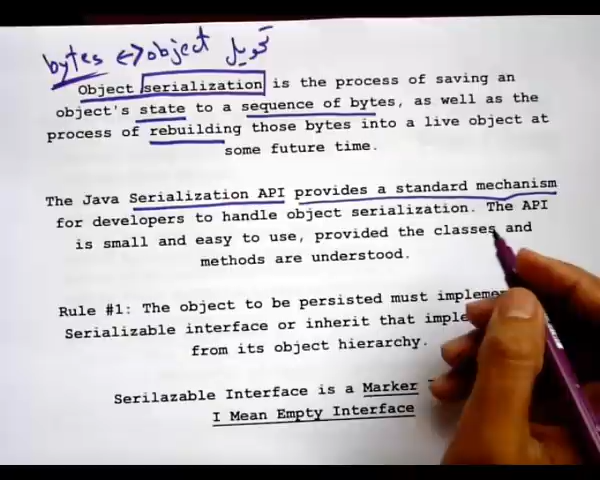 bytes ↔ object تحويل
Object serialization is the process of saving an
object's state to a sequence of bytes, as well as the
process of rebuilding those bytes into a live object at
some future time.
The Java Serialization API provides a standard mechanism
for developers to handle object serialization. The API
is small and easy to use, provided the classes and
methods are understood.
Rule #1: The object to be persisted must implement
Serializable interface or inherit that
from its object hierarchy.
Serilazable Interface is a Marker
I Mean Empty Interface